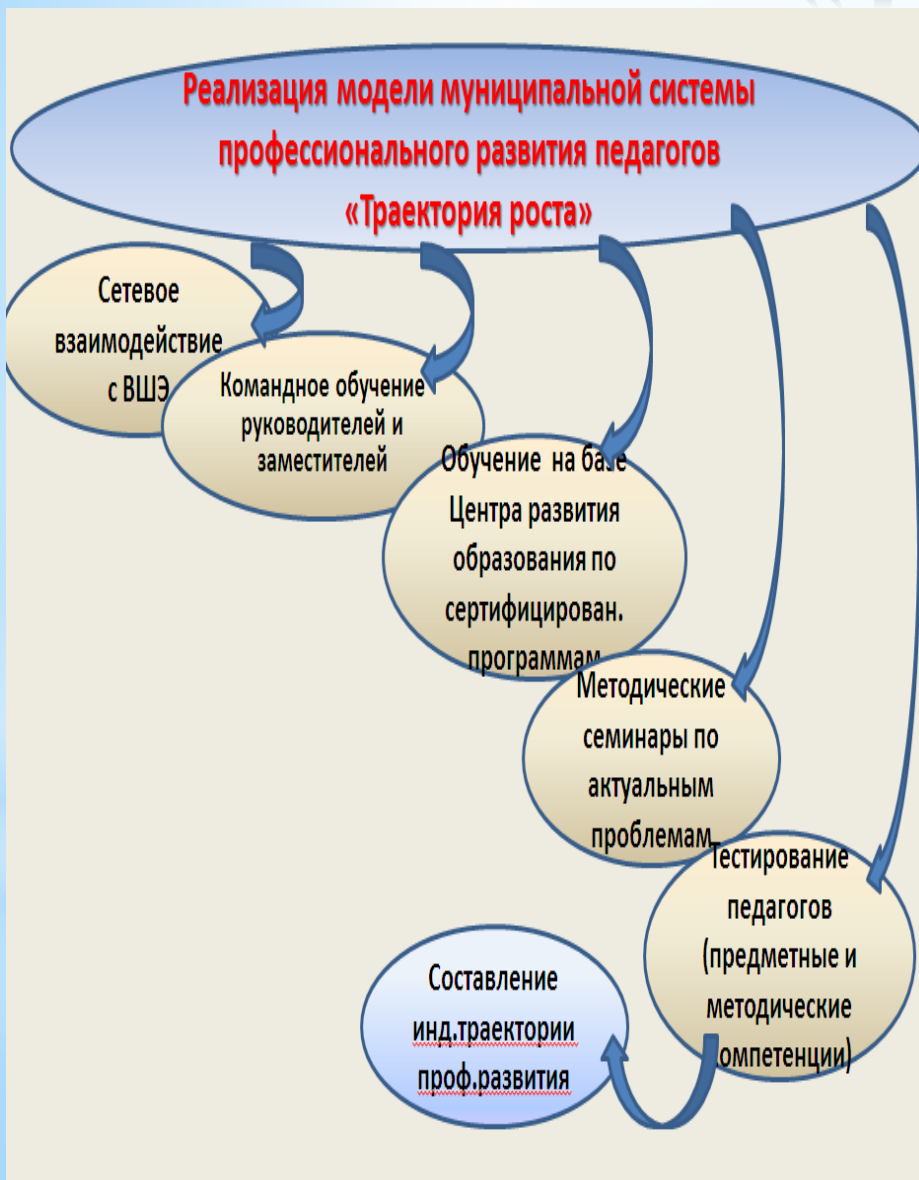 Реализация модели муниципальной системы
профессионального развития педагогов
«Траектория роста»
Сетевое
взаимодействие
с ВШЭ
Командное обучение
руководителей и
заместителей
Обучение на базе
Центра развития
образования по
сертифицирован.
программам
Методические
семинары по
актуальным
проблемам
Тестирование
педагогов
(предметные и
методические
компетенции)
Составление
инд.траектории
проф.развития